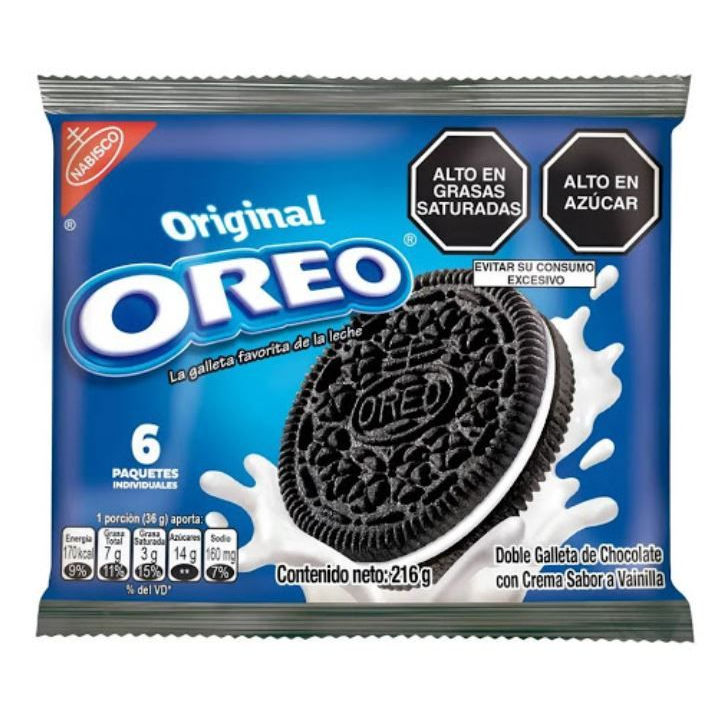 NABISCO
®
Original
OREO
®
La galleta favorita de la leche
ALTO EN
GRASAS
SATURADAS
ALTO EN
AZÚCAR
EVITAR SU CONSUMO
EXCESIVO
OREO
6
PAQUETES
INDIVIDUALES
1 porción (36 g) aporta:
Energía Grasa Total Grasa Saturada Azúcares Sodio
170 kcal 7 g 3 g 14 g 160 mg
9% 11% 15% ** 7%
% del VD*
Contenido neto: 216 g
Doble Galleta de Chocolate
con Crema Sabor a Vainilla